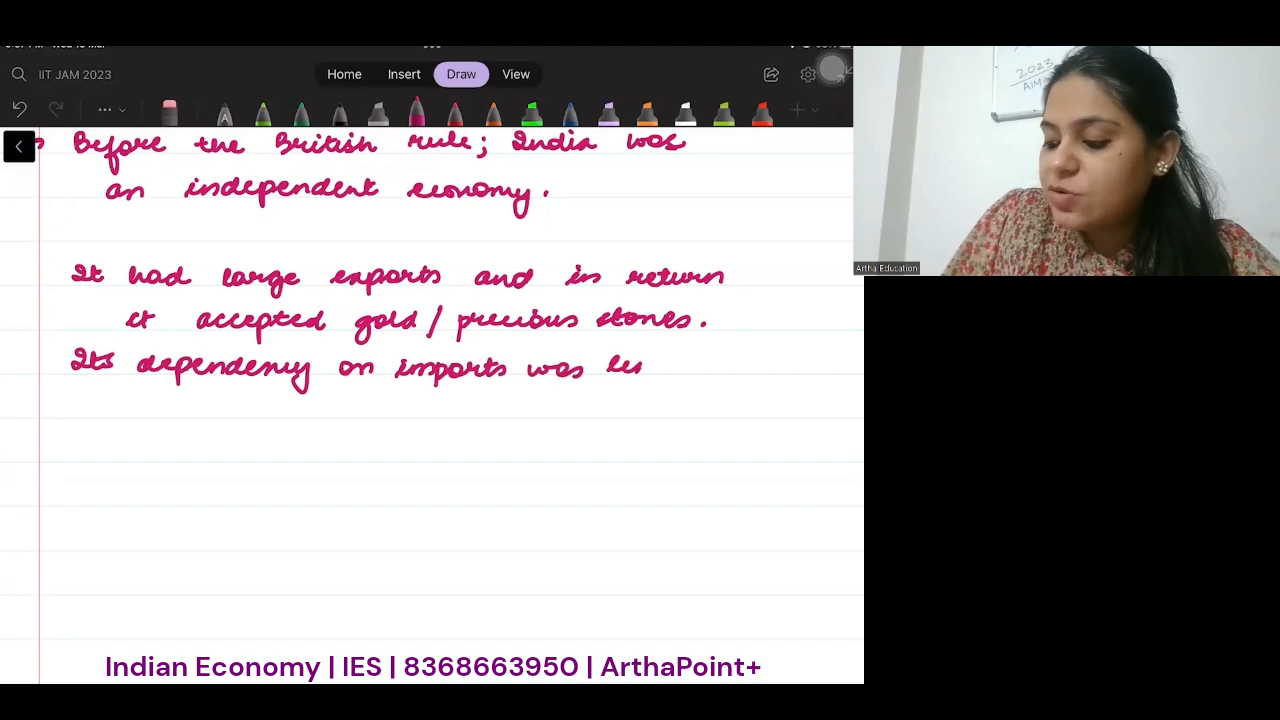 IIT JAM 2023
Home Insert Draw View
2023
AIM
Before the British rule; India was
an independent economy.
It had large exports and in return
it accepted gold / precious stones.
Its dependency on imports was les
Artha Education
Indian Economy | IES | 8368663950 | ArthaPoint+